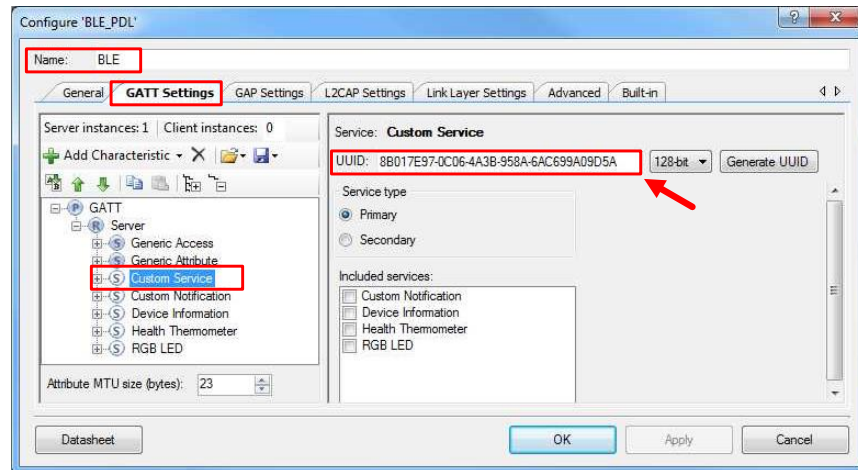 Configure 'BLE_PDL'
Name: BLE
General GATT Settings GAP Settings L2CAP Settings Link Layer Settings Advanced Built-in
Server instances: 1 Client instances: 0
Add Characteristic
GATT
Server
Generic Access
Generic Attribute
Custom Service
Custom Notification
Device Information
Health Thermometer
RGB LED
Attribute MTU size (bytes): 23
Service: Custom Service
UUID: 8B017E97-0C06-4A3B-958A-6AC699A09D5A 128-bit Generate UUID
Service type
Primary
Secondary
Included services:
Custom Notification
Device Information
Health Thermometer
RGB LED
Datasheet OK Apply Cancel